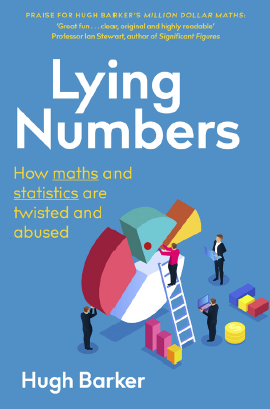 PRAISE FOR HUGH BARKER'S MILLION DOLLAR MATHS:
'Great fun ... clear, original and highly readable'
Professor Ian Stewart, author of Significant Figures
Lying
Numbers
How maths and
statistics are
twisted and
abused
Hugh Barker